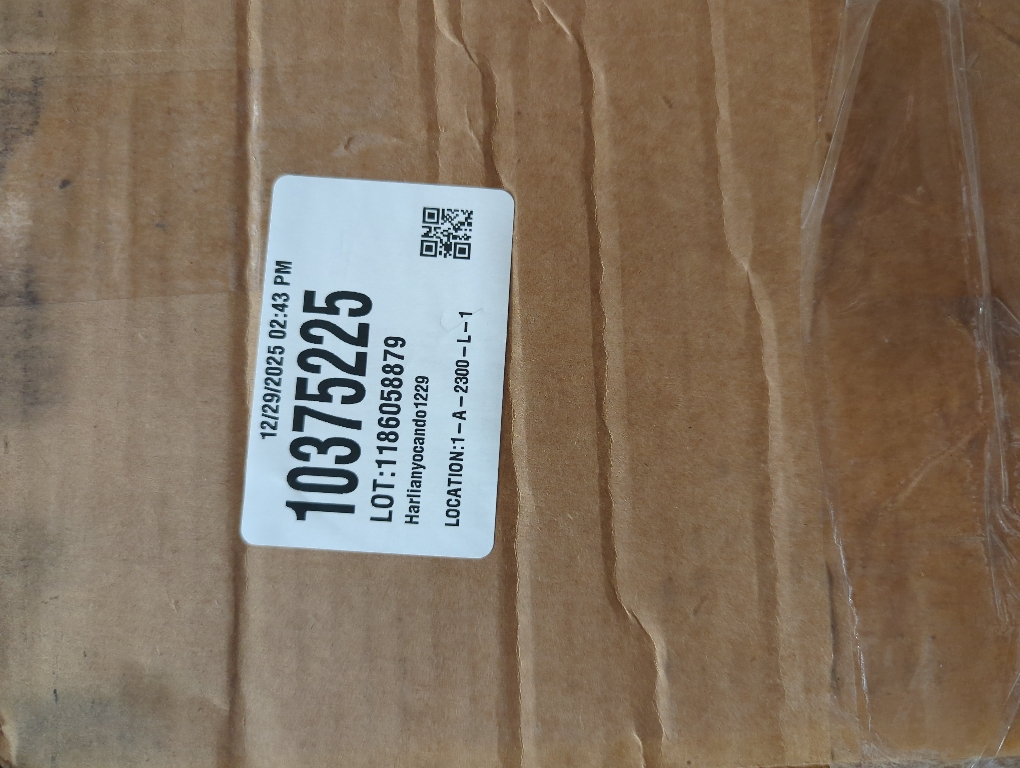 12/29/2025 02:43 PM
10375225
LOT:1186058879
Harlianyocando1229
LOCATION:1-A-2300-L-1